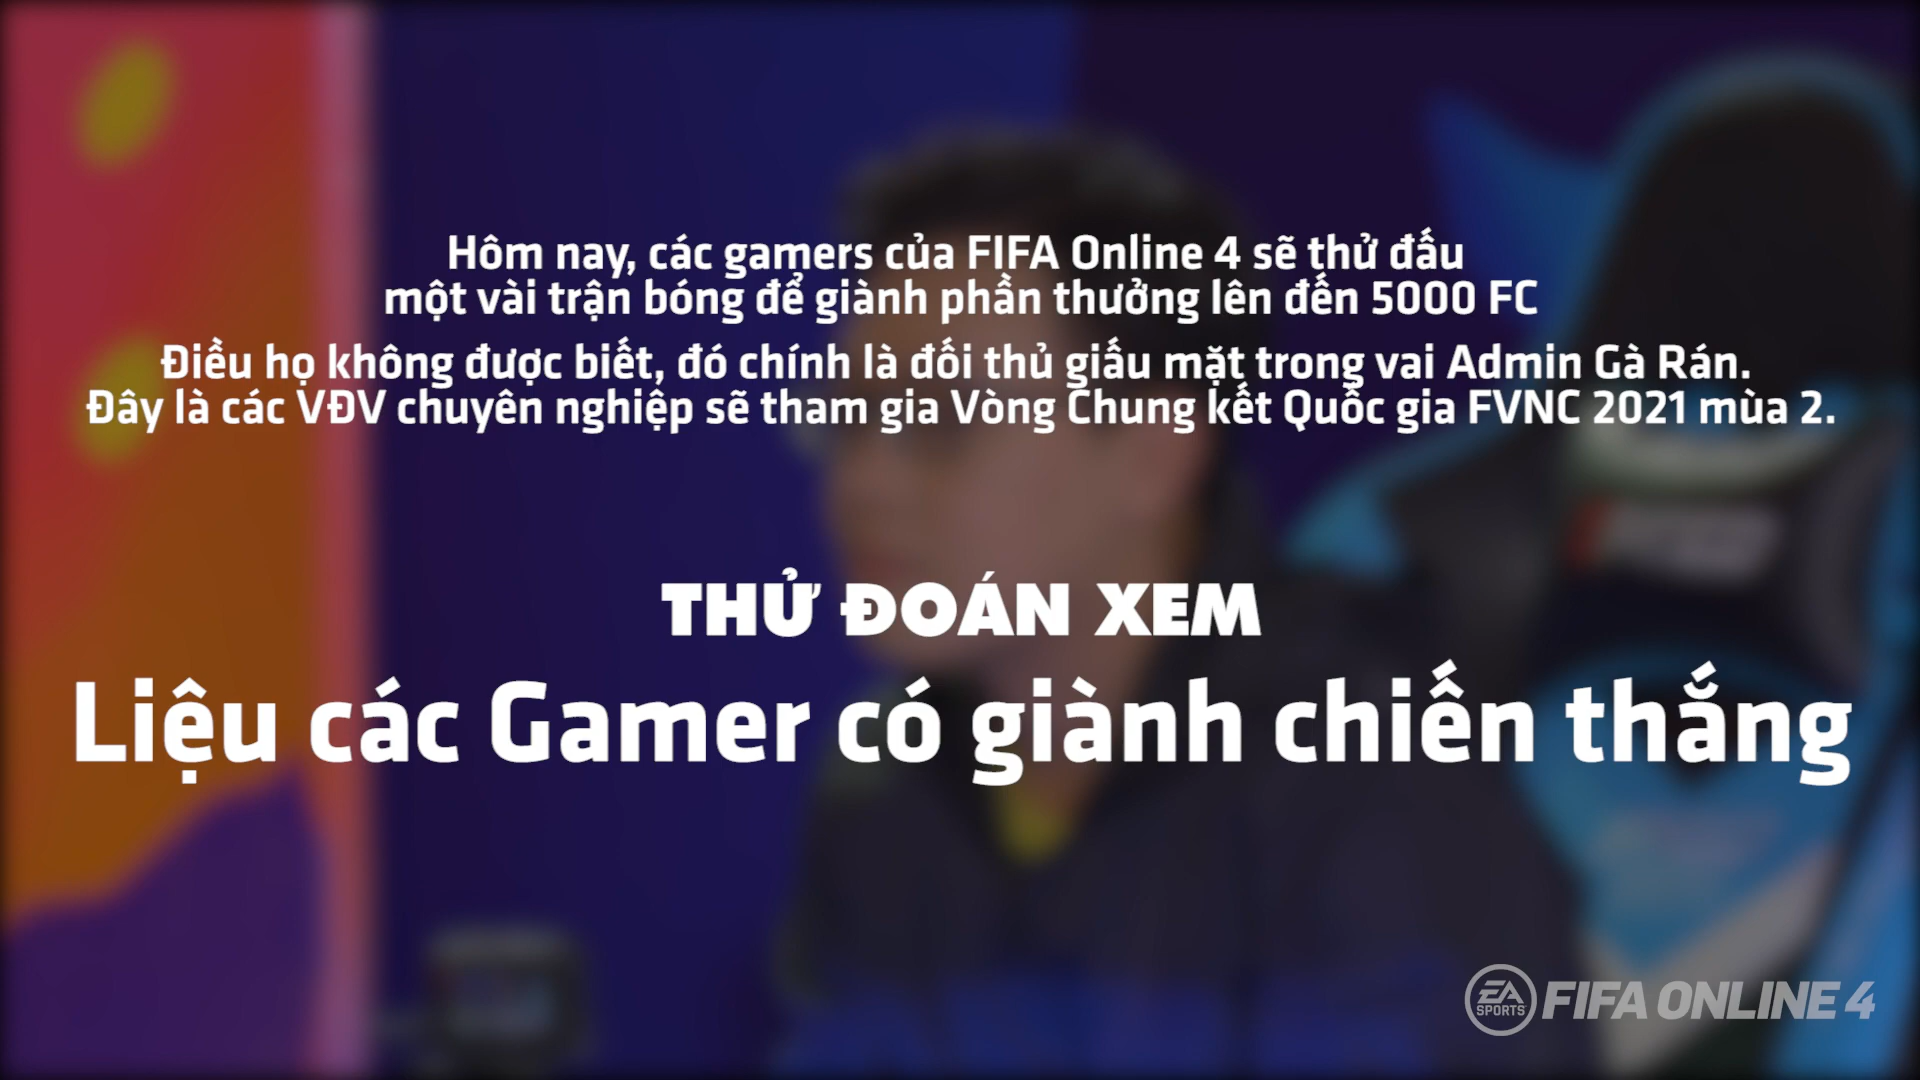 Hôm nay, các gamers của FIFA Online 4 sẽ thử đấu
một vài trận bóng để giành phần thưởng lên đến 5000 FC
Điều họ không được biết, đó chính là đối thủ giấu mặt trong vai Admin Gà Rán.
Đây là các VĐV chuyên nghiệp sẽ tham gia Vòng Chung kết Quốc gia FVNC 2021 mùa 2.
THỬ ĐOÁN XEM
Liệu các Gamer có giành chiến thắng
EA SPORTS FIFA ONLINE 4